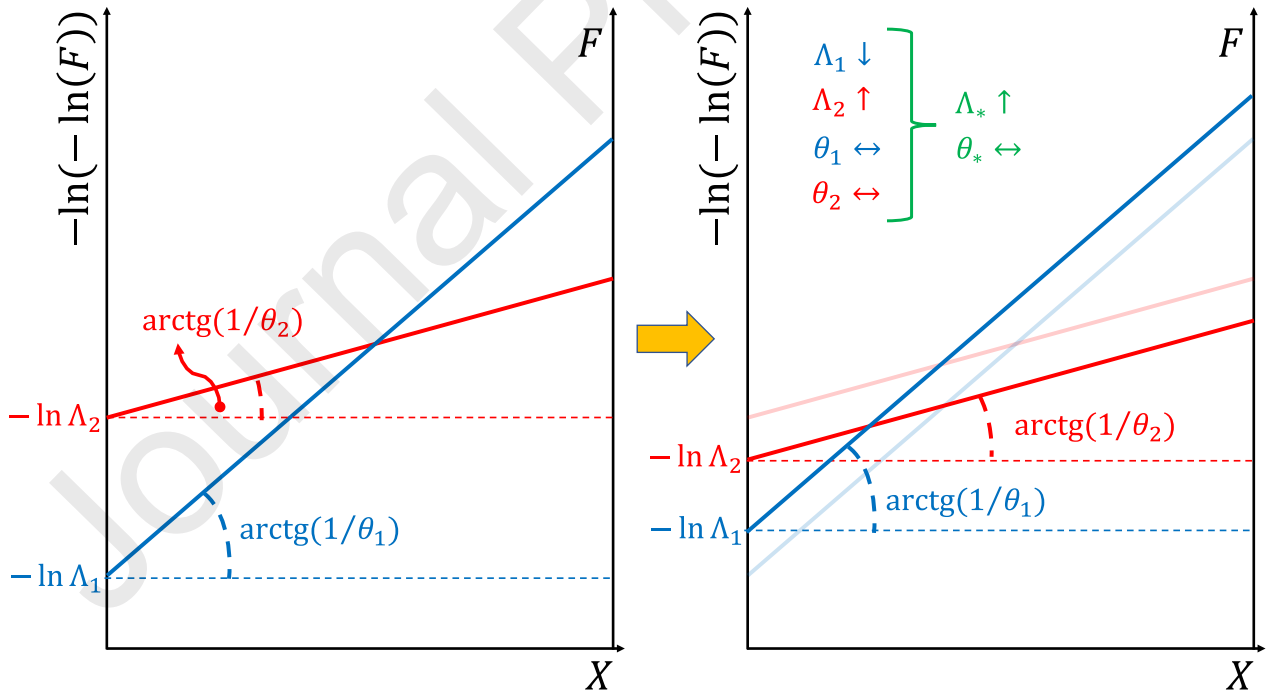 −ln(−ln(F))
F
arctg(1/θ₂)
−ln Λ₂
arctg(1/θ₁)
−ln Λ₁
X
−ln(−ln(F))
F
Λ₁ ↓
Λ₂ ↑
θ₁ ↔
θ₂ ↔
Λ* ↑
θ* ↔
arctg(1/θ₂)
−ln Λ₂
arctg(1/θ₁)
−ln Λ₁
X
Journal P